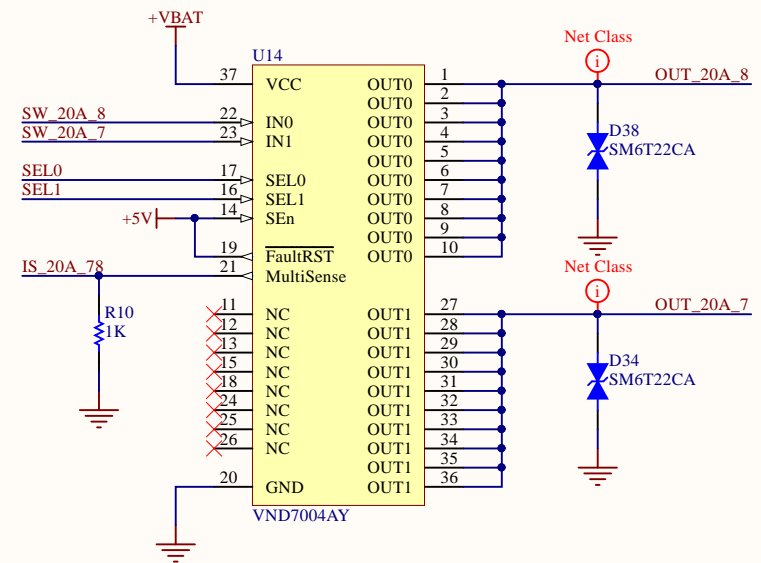 +VBAT
U14
Net Class
i
37 VCC OUT0 1 OUT_20A_8
OUT0 2
SW_20A_8 22 IN0 OUT0 3
SW_20A_7 23 IN1 OUT0 4
D38
SM6T22CA
OUT0 5
SEL0 17 SEL0 OUT0 6
SEL1 16 SEL1 OUT0 7
+5V 14 SEn OUT0 8
OUT0 9
19 FaultRST OUT0 10
IS_20A_78 21 MultiSense
Net Class
i
R10
1K
11 NC OUT1 27 OUT_20A_7
12 NC OUT1 28
13 NC OUT1 29
15 NC OUT1 30
18 NC OUT1 31
24 NC OUT1 32
25 NC OUT1 33
26 NC OUT1 34
D34
SM6T22CA
OUT1 35
20 GND OUT1 36
VND7004AY